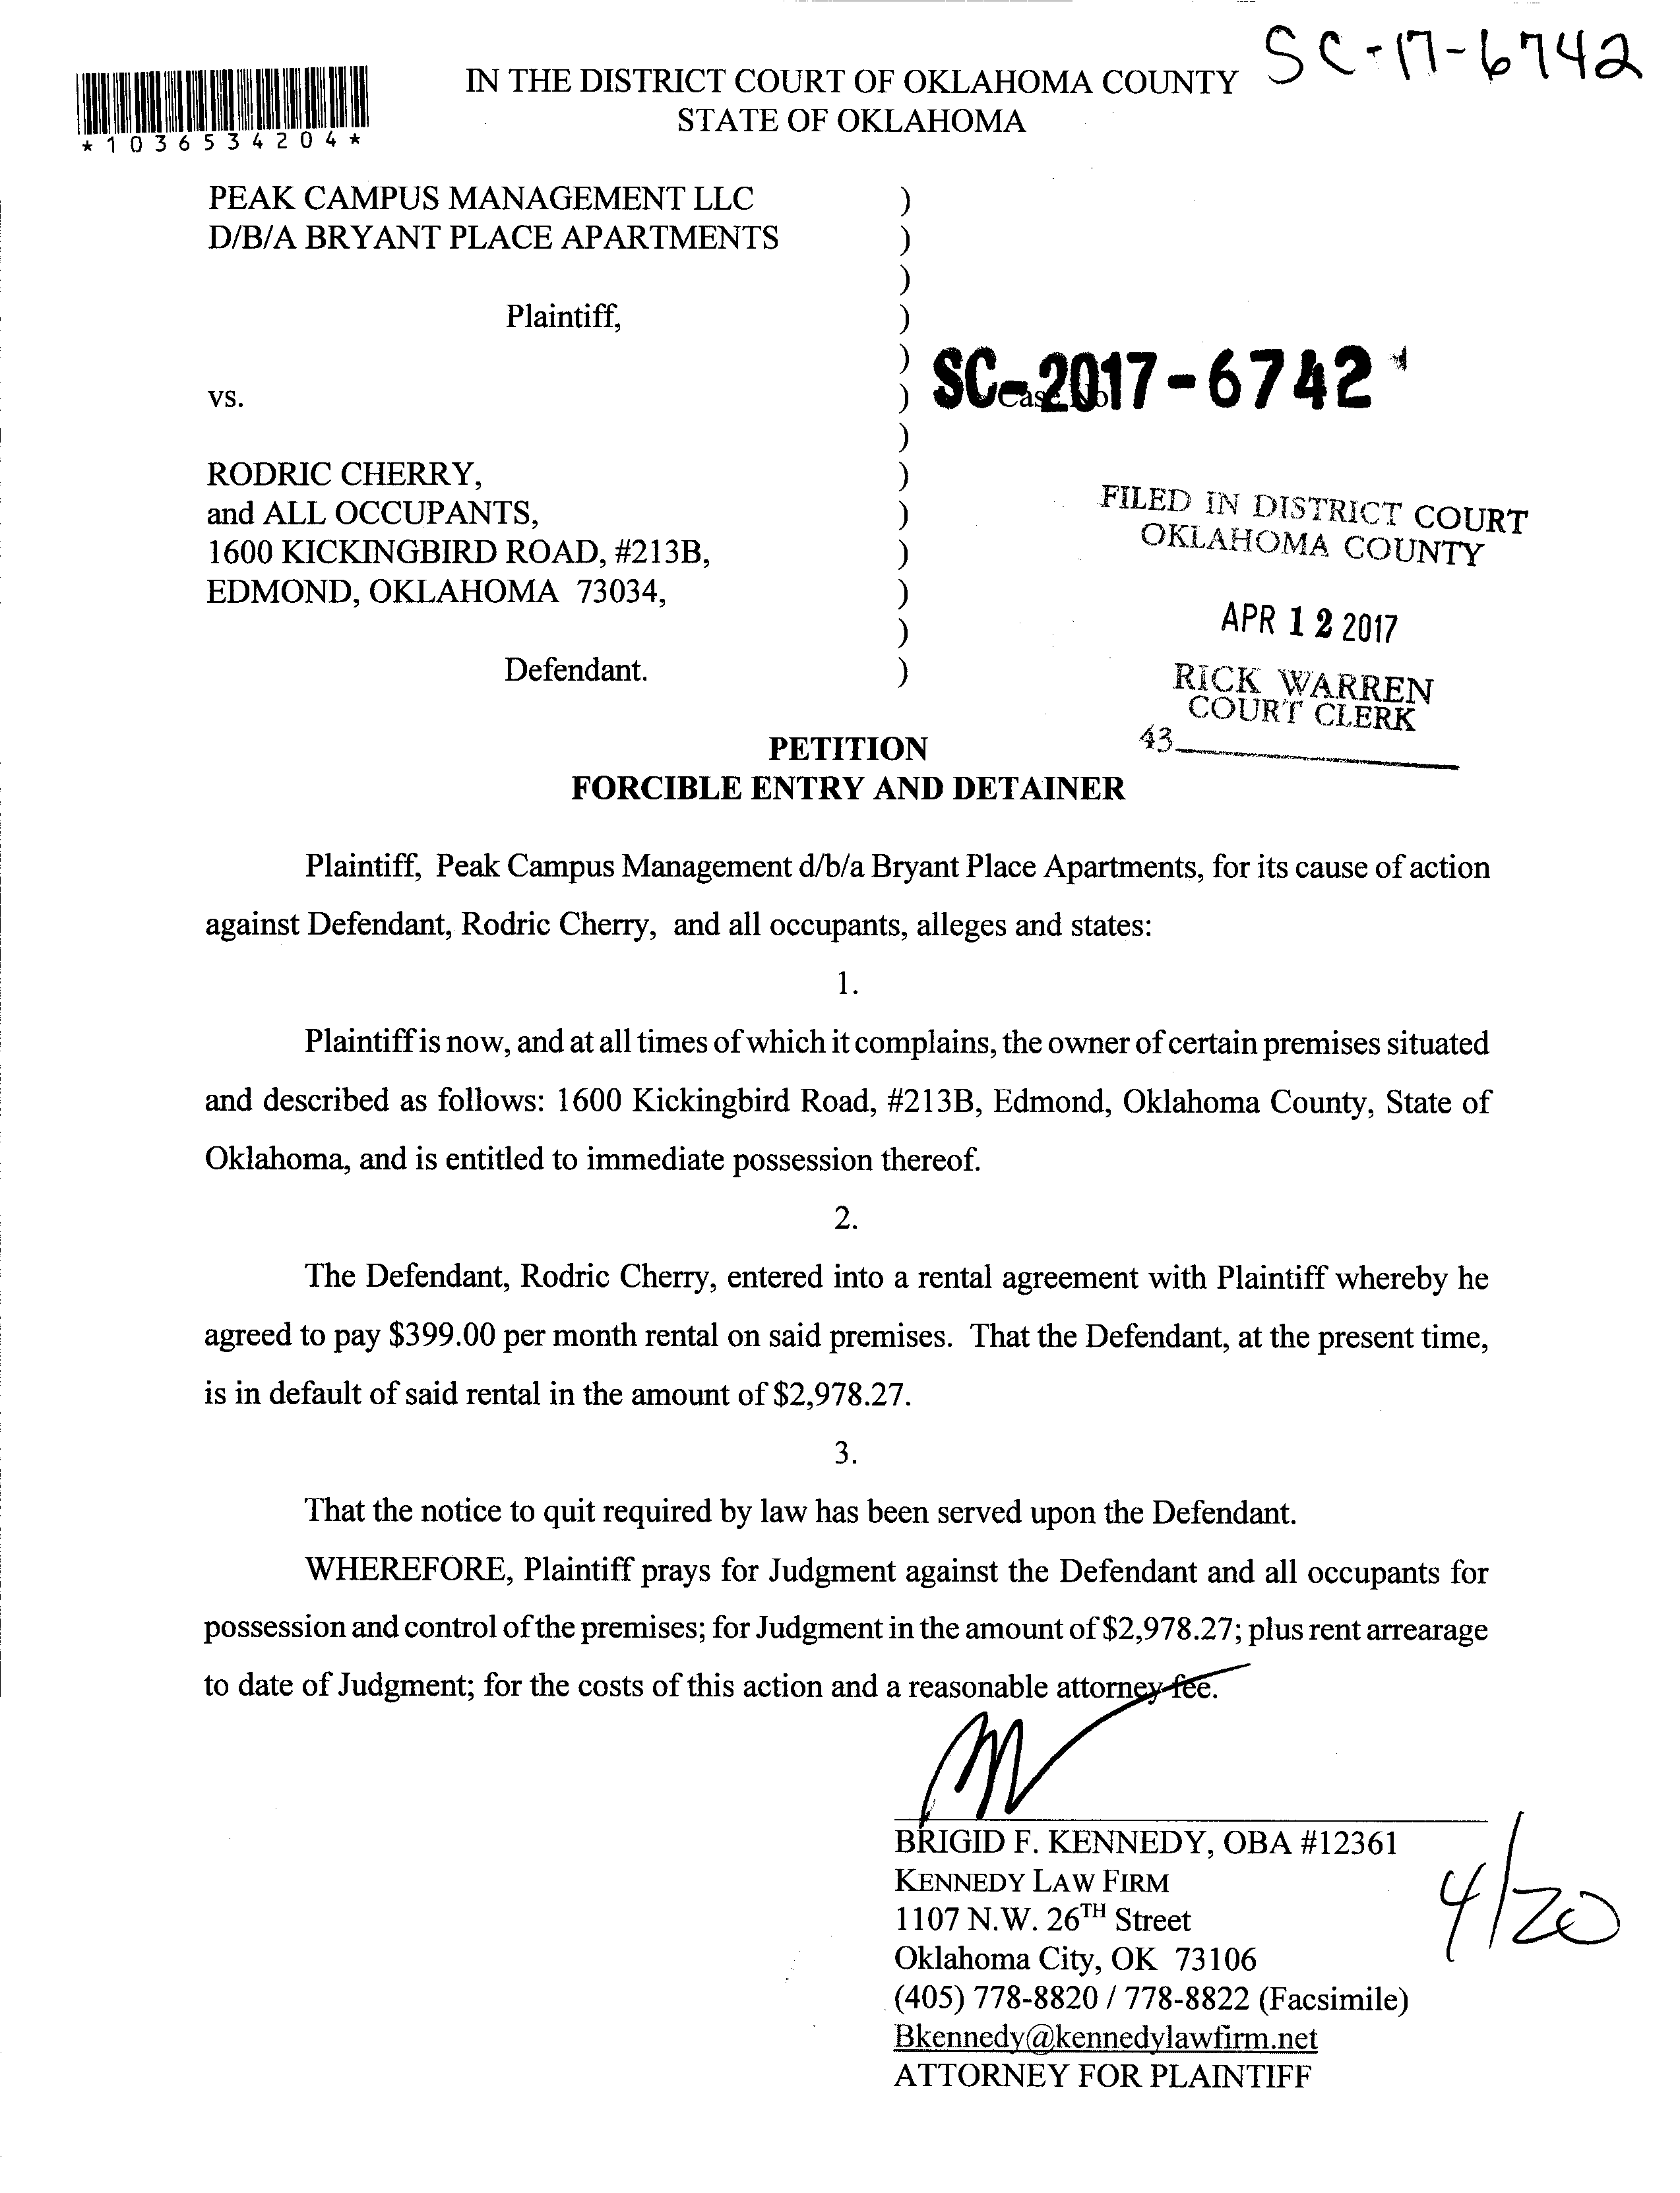 SC-17-6742
*1036534204*
IN THE DISTRICT COURT OF OKLAHOMA COUNTY
STATE OF OKLAHOMA
PEAK CAMPUS MANAGEMENT LLC )
D/B/A BRYANT PLACE APARTMENTS )
)
Plaintiff, )
)
vs. ) SC-2017-6742
Case No
)
RODRIC CHERRY, )
and ALL OCCUPANTS, )
1600 KICKINGBIRD ROAD, #213B, )
EDMOND, OKLAHOMA 73034, )
)
Defendant. )
FILED IN DISTRICT COURT
OKLAHOMA COUNTY
APR 12 2017
RICK WARREN
COURT CLERK
43
PETITION
FORCIBLE ENTRY AND DETAINER
Plaintiff, Peak Campus Management d/b/a Bryant Place Apartments, for its cause of action
against Defendant, Rodric Cherry, and all occupants, alleges and states:
1.
Plaintiff is now, and at all times of which it complains, the owner of certain premises situated
and described as follows: 1600 Kickingbird Road, #213B, Edmond, Oklahoma County, State of
Oklahoma, and is entitled to immediate possession thereof.
2.
The Defendant, Rodric Cherry, entered into a rental agreement with Plaintiff whereby he
agreed to pay $399.00 per month rental on said premises. That the Defendant, at the present time,
is in default of said rental in the amount of $2,978.27.
3.
That the notice to quit required by law has been served upon the Defendant.
WHEREFORE, Plaintiff prays for Judgment against the Defendant and all occupants for
possession and control of the premises; for Judgment in the amount of $2,978.27; plus rent arrearage
to date of Judgment; for the costs of this action and a reasonable attorney fee.
BRIGID F. KENNEDY, OBA #12361
KENNEDY LAW FIRM
1107 N.W. 26TH Street
Oklahoma City, OK 73106
(405) 778-8820 / 778-8822 (Facsimile)
Bkennedy@kennedylawfirm.net
ATTORNEY FOR PLAINTIFF
4/20